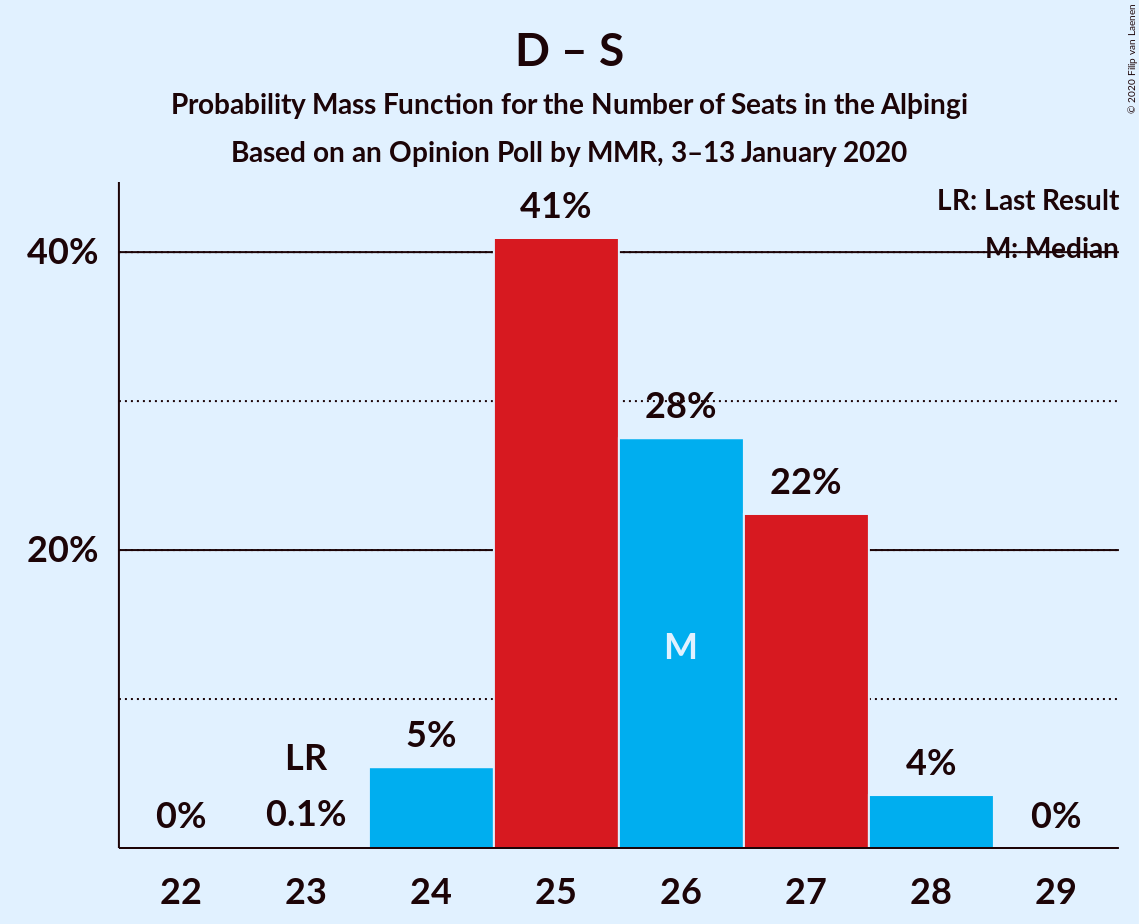 D – S
Probability Mass Function for the Number of Seats in the Alþingi
Based on an Opinion Poll by MMR, 3–13 January 2020
© 2020 Filip van Laenen
LR: Last Result
M: Median
41%
40%
28%
22%
20%
M
5%
LR
4%
0%
0.1%
0%
22 23 24 25 26 27 28 29